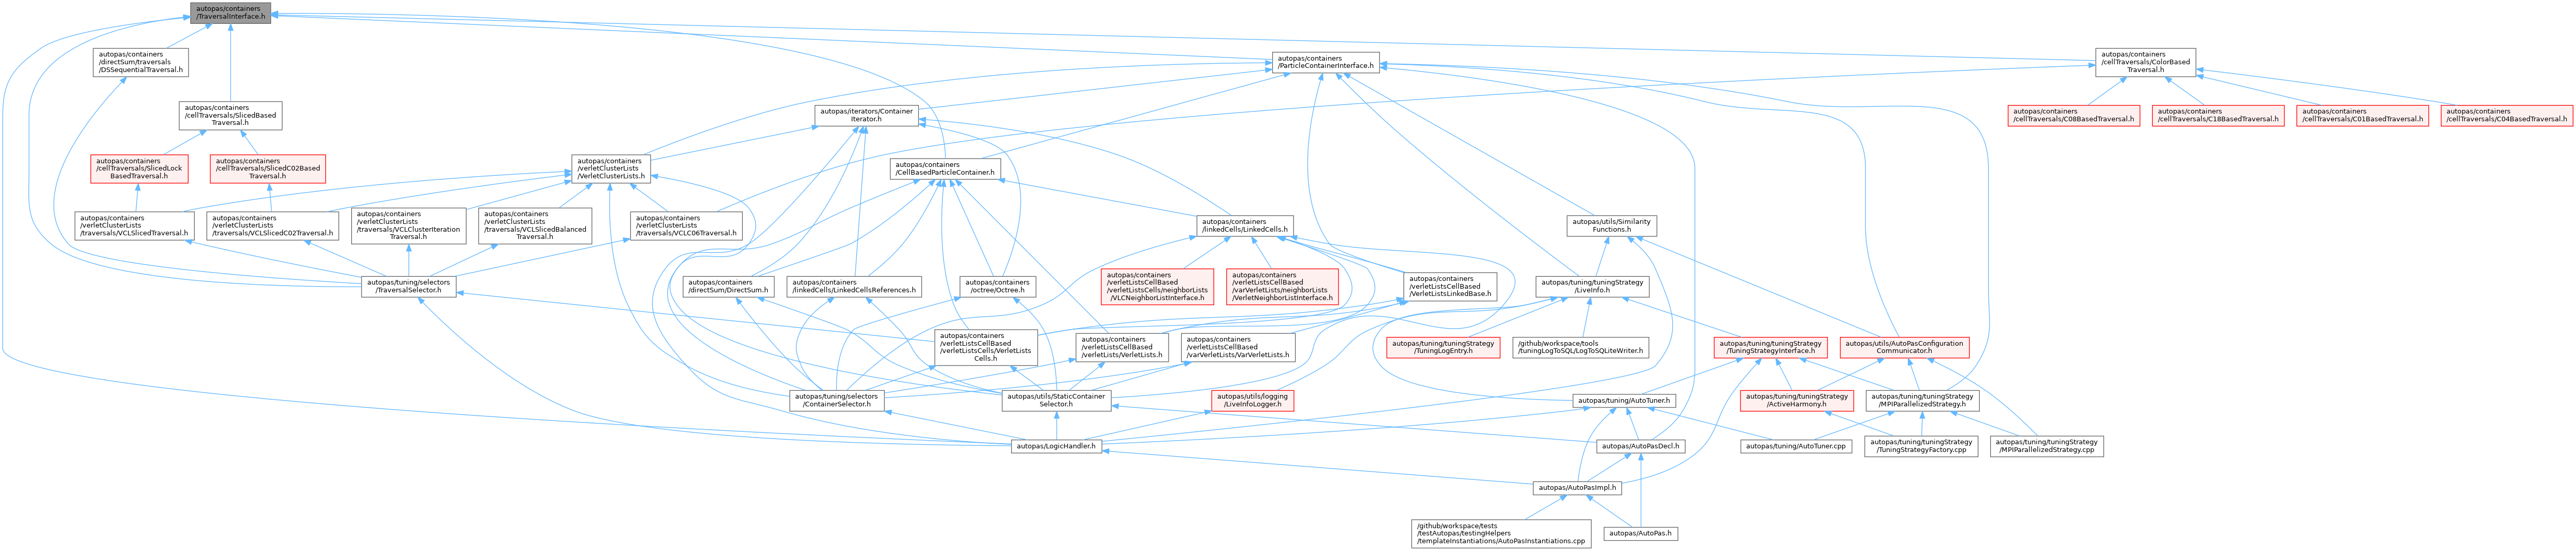 autopas/containers
/TraversalInterface.h
autopas/containers
/directSum/traversals
/DSSequentialTraversal.h
autopas/containers
/ParticleContainerInterface.h
autopas/containers
/cellTraversals/ColorBased
Traversal.h
autopas/containers
/cellTraversals/SlicedBased
Traversal.h
autopas/iterators/Container
Iterator.h
autopas/containers
/cellTraversals/C08BasedTraversal.h
autopas/containers
/cellTraversals/C18BasedTraversal.h
autopas/containers
/cellTraversals/C01BasedTraversal.h
autopas/containers
/cellTraversals/C04BasedTraversal.h
autopas/containers
/cellTraversals/SlicedLock
BasedTraversal.h
autopas/containers
/cellTraversals/SlicedC02Based
Traversal.h
autopas/containers
/verletClusterLists
/VerletClusterLists.h
autopas/containers
/CellBasedParticleContainer.h
autopas/containers
/verletClusterLists
/traversals/VCLSlicedTraversal.h
autopas/containers
/verletClusterLists
/traversals/VCLSlicedC02Traversal.h
autopas/containers
/verletClusterLists
/traversals/VCLClusterIteration
Traversal.h
autopas/containers
/verletClusterLists
/traversals/VCLSlicedBalanced
Traversal.h
autopas/containers
/verletClusterLists
/traversals/VCLC06Traversal.h
autopas/containers
/linkedCells/LinkedCells.h
autopas/utils/Similarity
Functions.h
autopas/tuning/selectors
/TraversalSelector.h
autopas/containers
/directSum/DirectSum.h
autopas/containers
/linkedCells/LinkedCellsReferences.h
autopas/containers
/octree/Octree.h
autopas/containers
/verletListsCellBased
/verletListsCells/neighborLists
/VLCNeighborListInterface.h
autopas/containers
/verletListsCellBased
/varVerletLists/neighborLists
/VerletNeighborListInterface.h
autopas/containers
/verletListsCellBased
/VerletListsLinkedBase.h
autopas/tuning/tuningStrategy
/LiveInfo.h
autopas/containers
/verletListsCellBased
/verletListsCells/VerletLists
Cells.h
autopas/containers
/verletListsCellBased
/verletLists/VerletLists.h
autopas/containers
/verletListsCellBased
/varVerletLists/VarVerletLists.h
autopas/tuning/tuningStrategy
/TuningLogEntry.h
/github/workspace/tools
/tuningLogToSQL/LogToSQLiteWriter.h
autopas/tuning/tuningStrategy
/TuningStrategyInterface.h
autopas/utils/AutoPasConfiguration
Communicator.h
autopas/tuning/selectors
/ContainerSelector.h
autopas/utils/StaticContainer
Selector.h
autopas/utils/logging
/LiveInfoLogger.h
autopas/tuning/AutoTuner.h
autopas/tuning/tuningStrategy
/ActiveHarmony.h
autopas/tuning/tuningStrategy
/MPIParallelizedStrategy.h
autopas/LogicHandler.h
autopas/AutoPasDecl.h
autopas/tuning/AutoTuner.cpp
autopas/tuning/tuningStrategy
/TuningStrategyFactory.cpp
autopas/tuning/tuningStrategy
/MPIParallelizedStrategy.cpp
autopas/AutoPasImpl.h
/github/workspace/tests
/testAutopas/testingHelpers
/templateInstantiations/AutoPasInstantiations.cpp
autopas/AutoPas.h